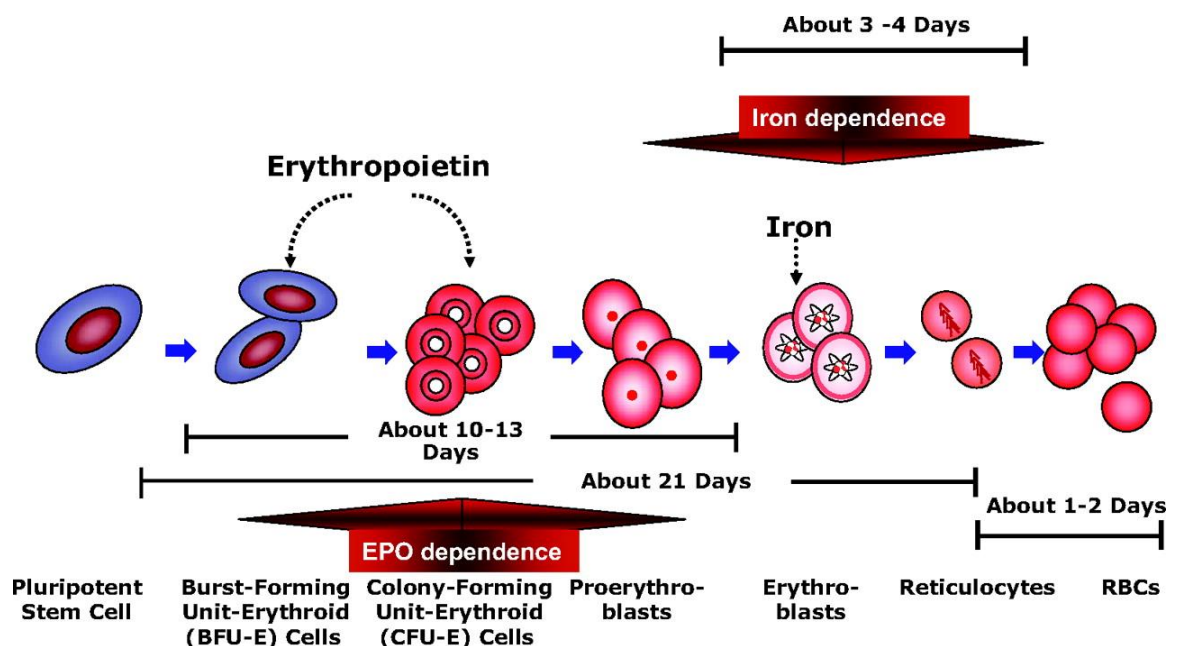 About 3 -4 Days
Iron dependence
Erythropoietin
Iron
About 10-13
Days
About 21 Days
About 1-2 Days
EPO dependence
Pluripotent
Stem Cell
Burst-Forming
Unit-Erythroid
(BFU-E) Cells
Colony-Forming
Unit-Erythroid
(CFU-E) Cells
Proerythro-
blasts
Erythro-
blasts
Reticulocytes
RBCs